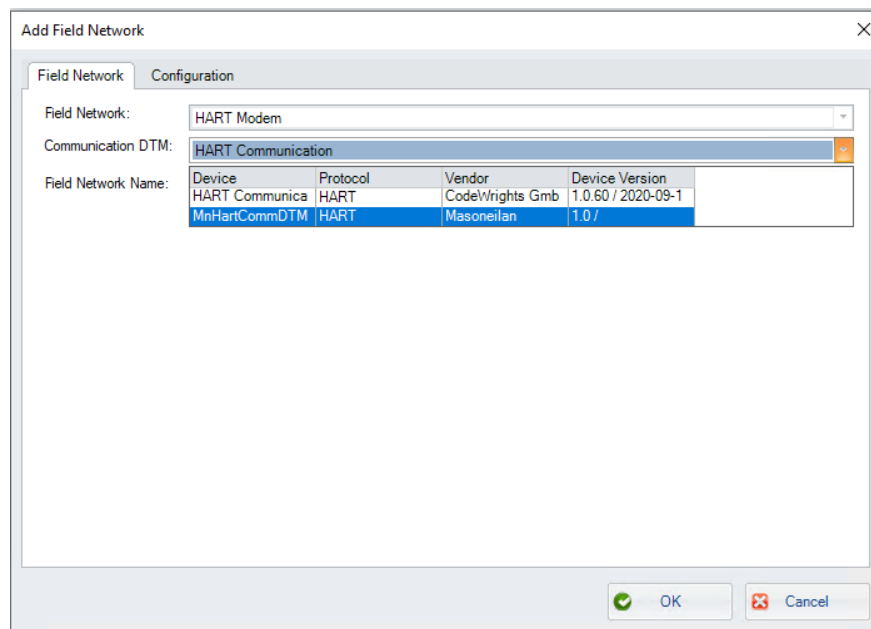 Add Field Network
Field Network Configuration
Field Network: HART Modem
Communication DTM: HART Communication
Field Network Name:
Device Protocol Vendor Device Version
HART Communica HART CodeWrights Gmb 1.0.60 / 2020-09-1
MnHartCommDTM HART Masoneilan 1.0 /
OK Cancel